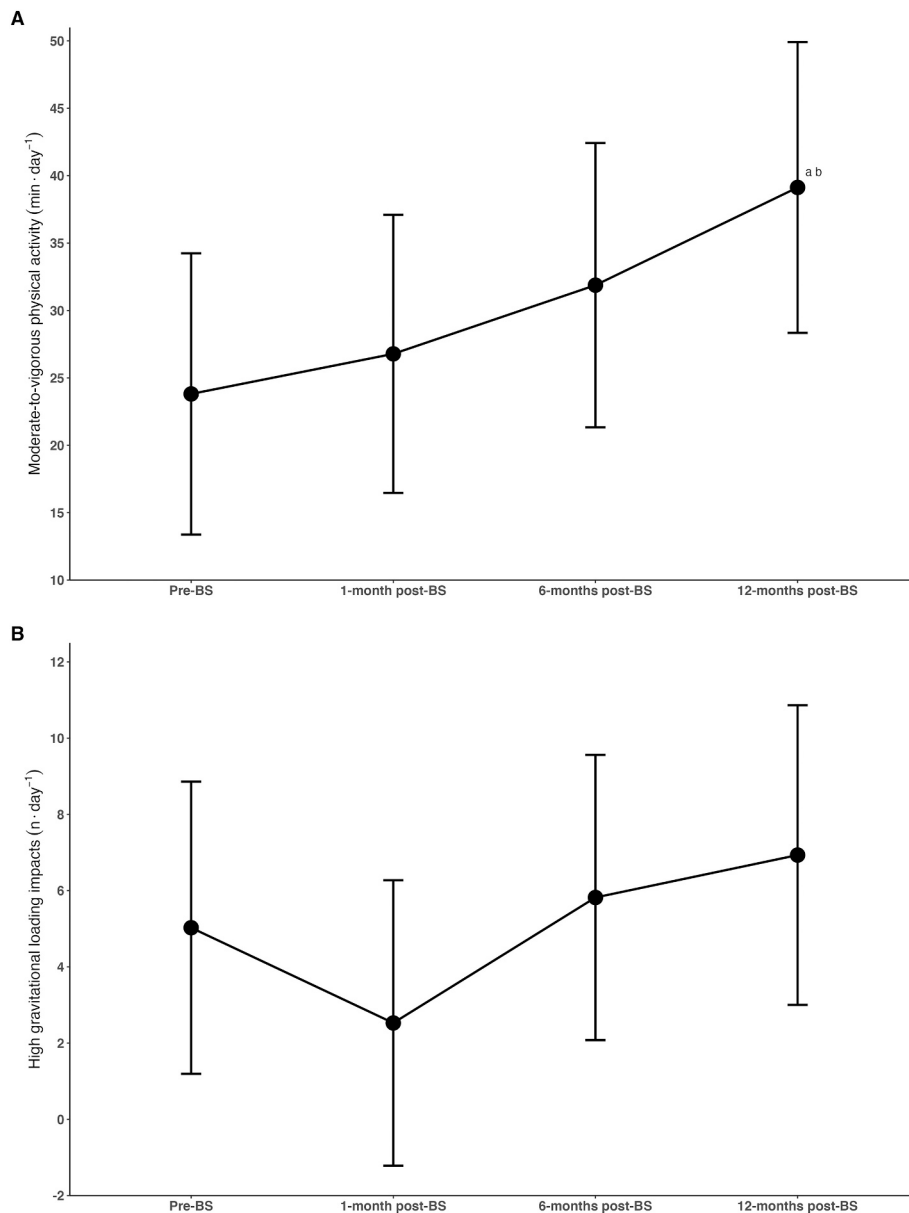 A
Moderate-to-vigorous physical activity (min · day⁻¹)
50
45
40
35
30
25
20
15
10
a b
Pre-BS
1-month post-BS
6-months post-BS
12-months post-BS
B
High gravitational loading impacts (n · day⁻¹)
12
10
8
6
4
2
0
-2
Pre-BS
1-month post-BS
6-months post-BS
12-months post-BS